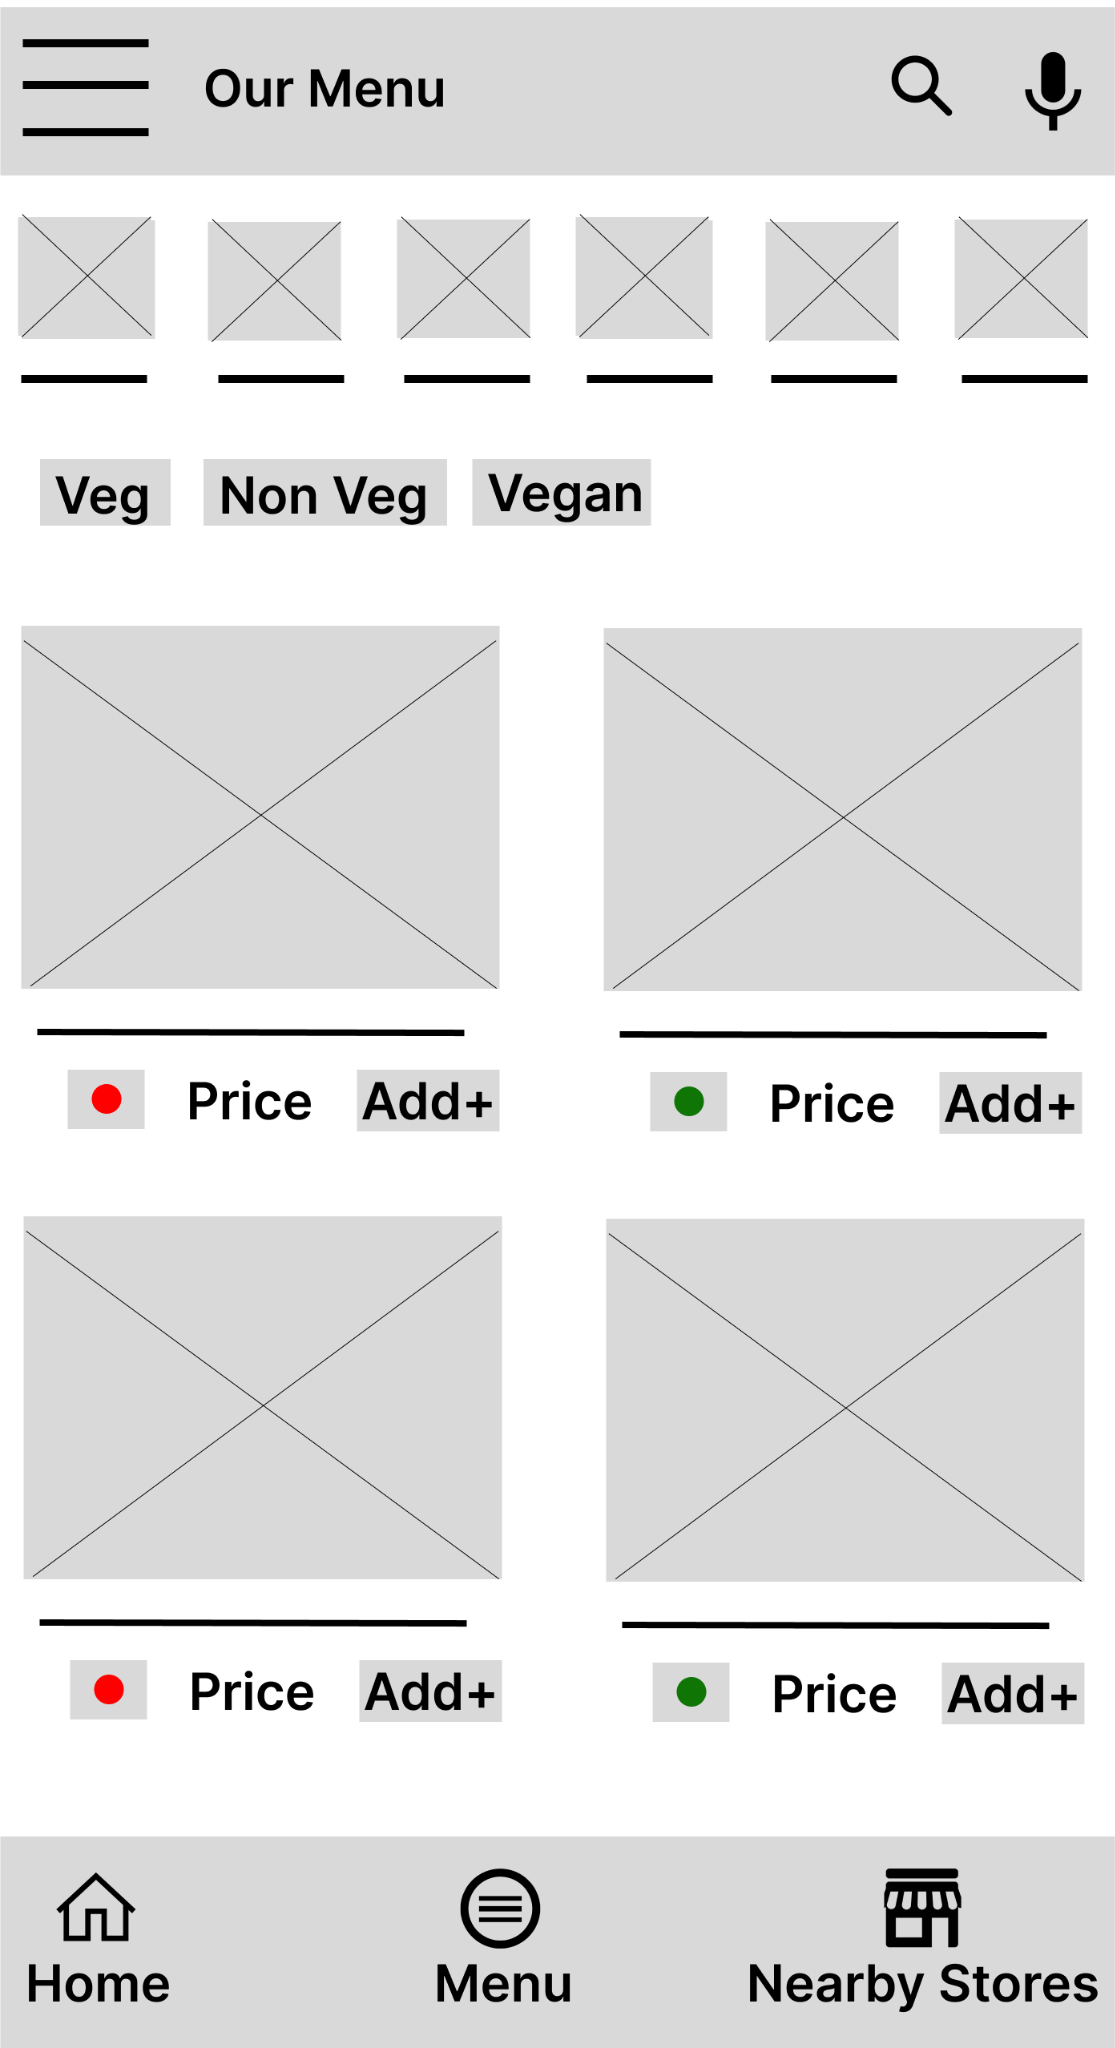 Our Menu
Veg Non Veg Vegan
Price Add+ Price Add+
Price Add+ Price Add+
Home Menu Nearby Stores